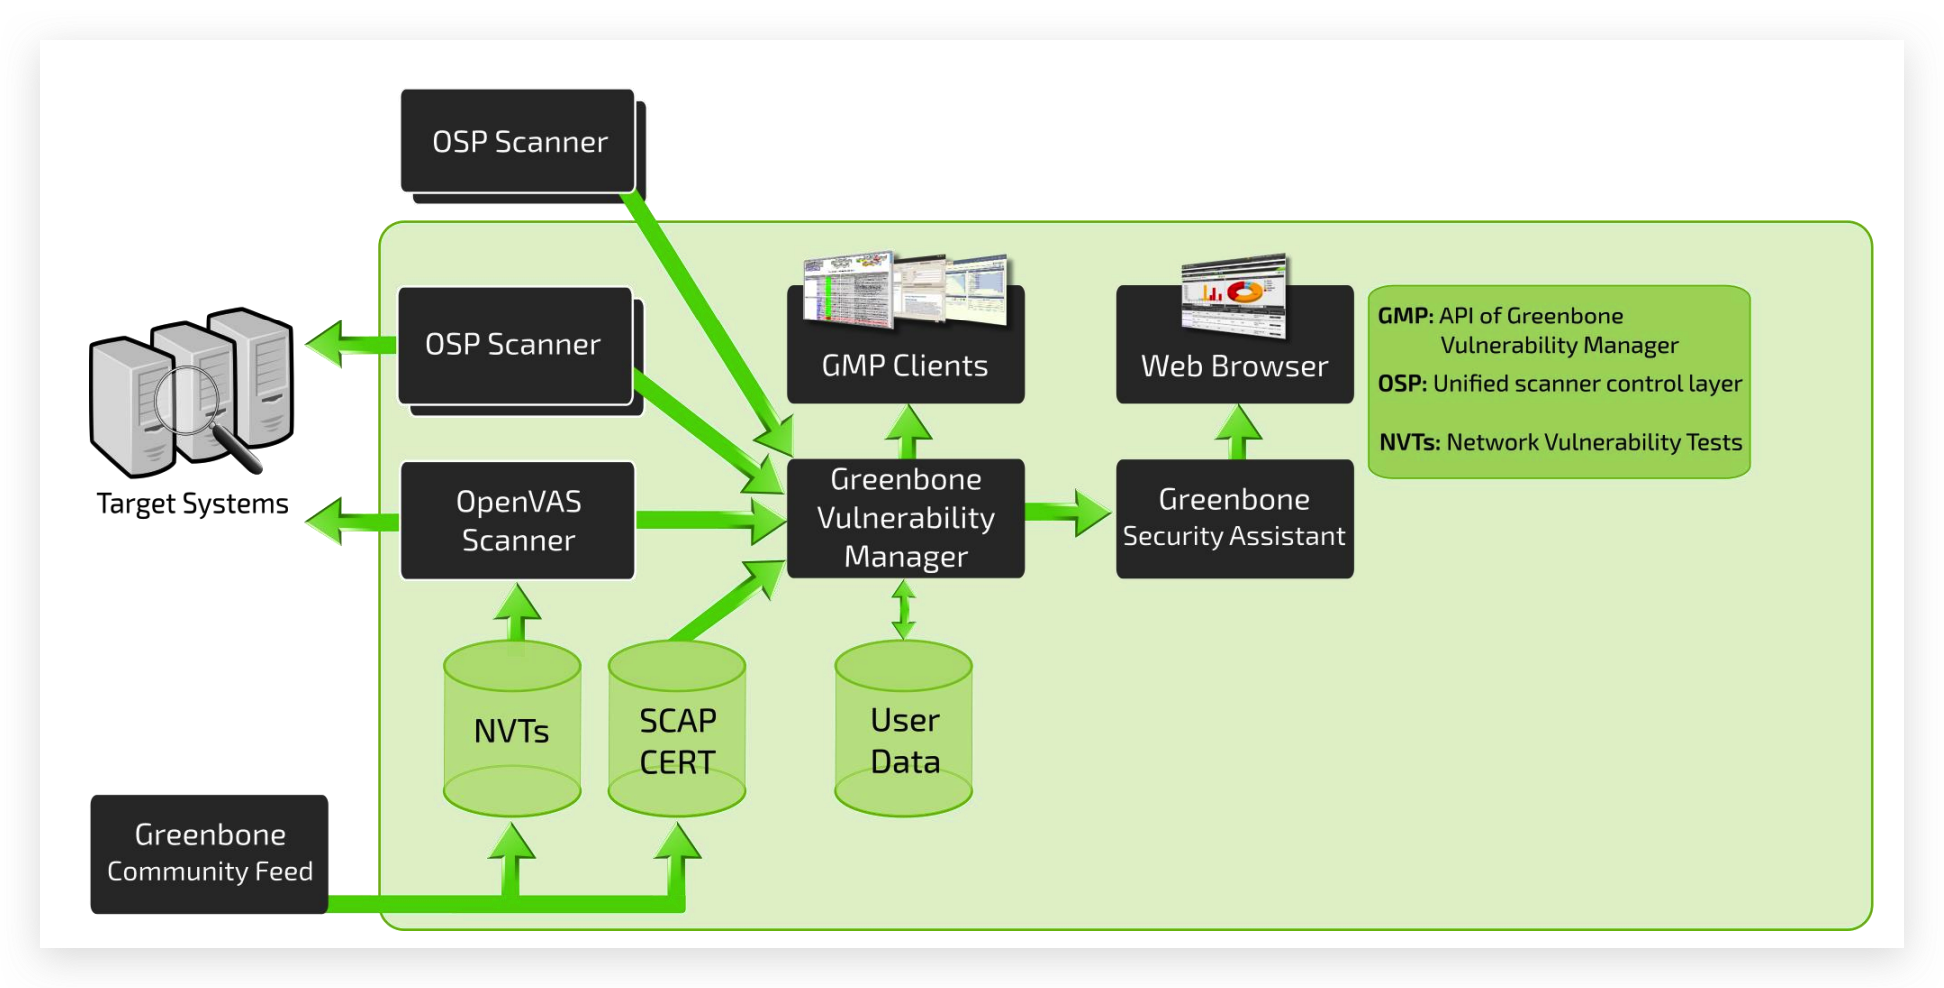 OSP Scanner
OSP Scanner
Target Systems
OpenVAS
Scanner
GMP Clients
Web Browser
GMP: API of Greenbone
Vulnerability Manager
OSP: Unified scanner control layer
NVTs: Network Vulnerability Tests
Greenbone
Vulnerability
Manager
Greenbone
Security Assistant
NVTs
SCAP
CERT
User
Data
Greenbone
Community Feed